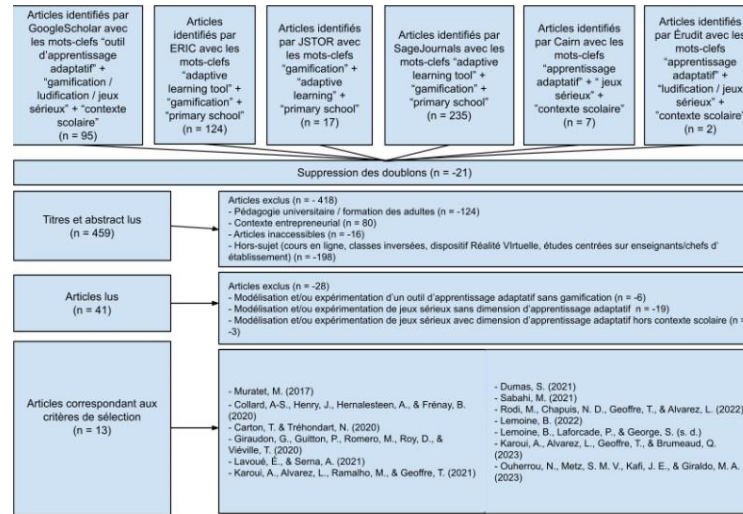 Articles identifiés par
GoogleScholar avec
les mots-clefs “outil
d’apprentissage
adaptatif” +
“gamification /
ludification / jeux
sérieux” + “contexte
scolaire”
(n = 95)
Articles identifiés par
ERIC avec les
mots-clefs “adaptive
learning tool” +
“gamification” +
“primary school”
(n = 124)
Articles identifiés
par JSTOR avec les
mots-clefs
“gamification” +
“adaptive
learning” +
“primary school”
(n = 17)
Articles identifiés par
SageJournals avec les
mots-clefs “adaptive
learning tool” +
“gamification” +
“primary school”
(n = 235)
Articles identifiés
par Cairn avec les
mots-clefs
“apprentissage
adaptatif” + “ jeux
sérieux” +
“contexte scolaire”
(n = 7)
Articles identifiés
par Érudit avec les
mots-clefs
“apprentissage
adaptatif” +
“ludification / jeux
sérieux” +
“contexte scolaire”
(n = 2)
Suppression des doublons (n = -21)
Titres et abstract lus
(n = 459)
Articles exclus (n = - 418)
- Pédagogie universitaire / formation des adultes (n = -124)
- Contexte entrepreneurial (n = 80)
- Articles inaccessibles (n = -16)
- Hors-sujet (cours en ligne, classes inversées, dispositif Réalité VIrtuelle, études centrées sur enseignants/chefs d’
établissement) (n = -198)
Articles lus
(n = 41)
Articles exclus (n = -28)
- Modélisation et/ou expérimentation d’un outil d’apprentissage adaptatif sans gamification (n = -6)
- Modélisation et/ou expérimentation de jeux sérieux sans dimension d’apprentissage adaptatif n = -19)
- Modélisation et/ou expérimentation de jeux sérieux avec dimension d’apprentissage adaptatif hors contexte scolaire (n =
-3)
Articles correspondant aux
critères de sélection
(n = 13)
- Muratet, M. (2017)
- Collard, A-S., Henry, J., Hernalesteen, A., & Frénay, B.
(2020)
- Carton, T. & Tréhondart, N. (2020)
- Giraudon, G., Guitton, P., Romero, M., Roy, D., &
Viéville, T. (2020)
- Lavoué, É., & Serna, A. (2021)
- Karoui, A., Alvarez, L., Ramalho, M., & Geoffre, T. (2021)
- Dumas, S. (2021)
- Sabahi, M. (2021)
- Rodi, M., Chapuis, N. D., Geoffre, T., & Alvarez, L. (2022)
- Lemoine, B. (2022)
- Lemoine, B., Laforcade, P., & George, S. (s. d.)
- Karoui, A., Alvarez, L., Geoffre, T., & Brumeaud, Q.
(2023)
- Ouherrou, N., Metz, S. M. V., Kafi, J. E., & Giraldo, M. A.
(2023)